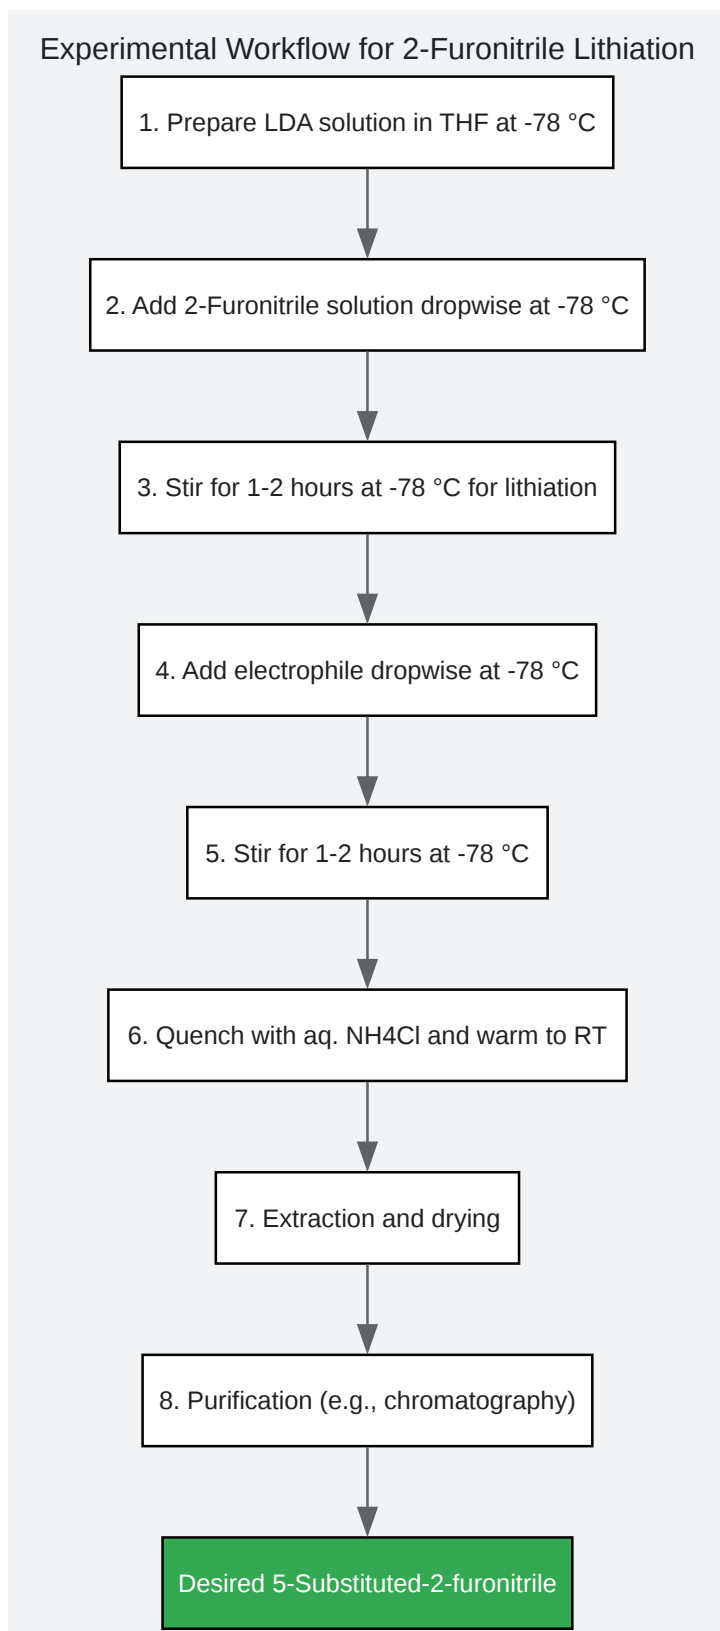 Experimental Workflow for 2-Furonitrile Lithiation
1. Prepare LDA solution in THF at -78 °C
2. Add 2-Furonitrile solution dropwise at -78 °C
3. Stir for 1-2 hours at -78 °C for lithiation
4. Add electrophile dropwise at -78 °C
5. Stir for 1-2 hours at -78 °C
6. Quench with aq. NH4Cl and warm to RT
7. Extraction and drying
8. Purification (e.g., chromatography)
Desired 5-Substituted-2-furonitrile